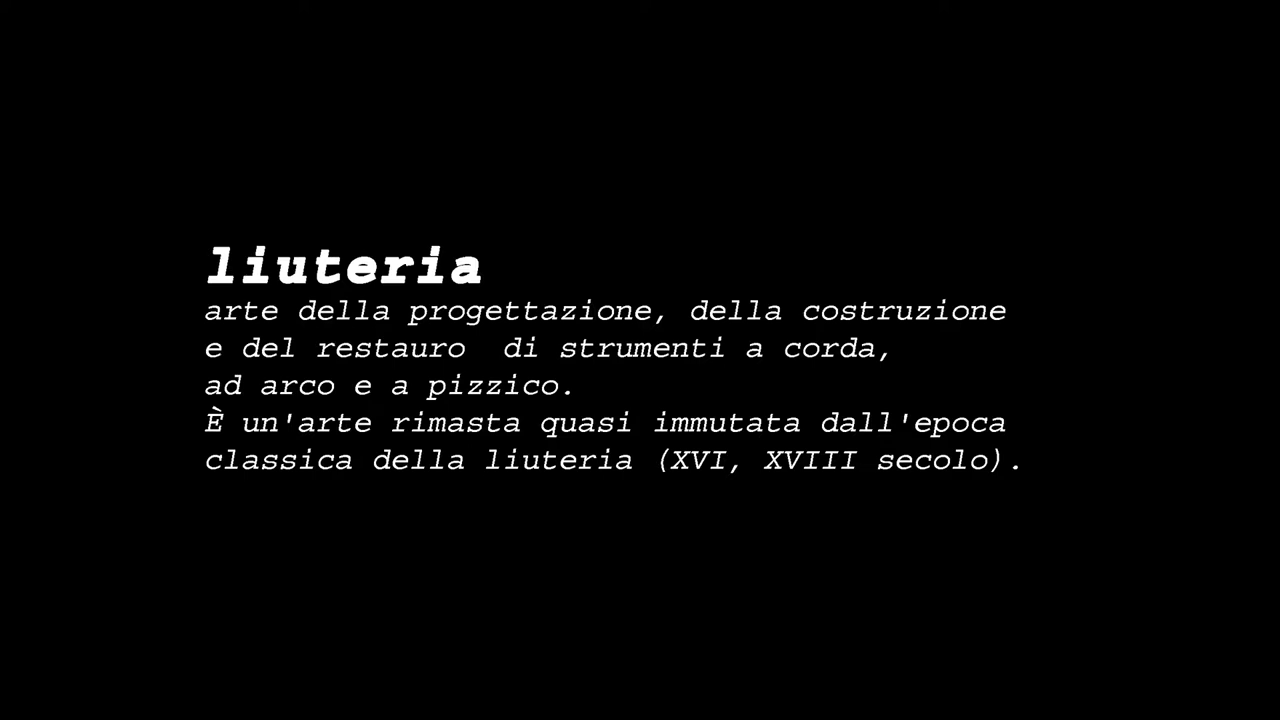 liuteria
arte della progettazione, della costruzione
e del restauro  di strumenti a corda,
ad arco e a pizzico.
È un'arte rimasta quasi immutata dall'epoca
classica della liuteria (XVI, XVIII secolo).